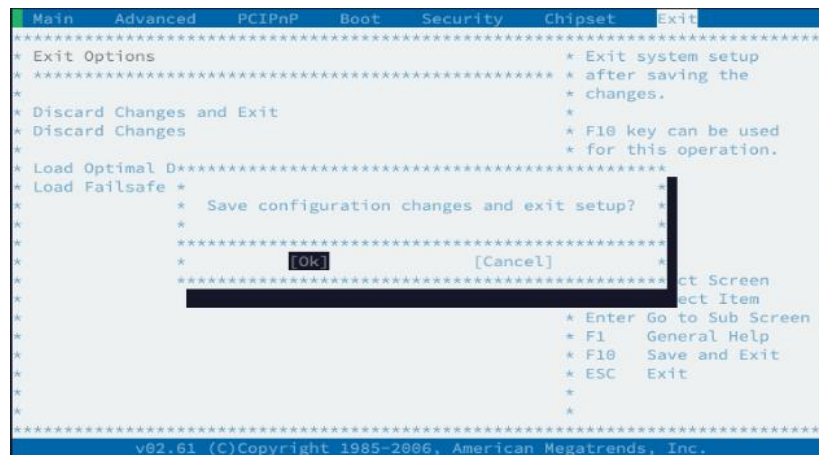 Main Advanced PCIPnP Boot Security Chipset Exit
********************************************************************************
* Exit Options * Exit system setup
* *************************************************** * after saving the
* * changes.
* Discard Changes and Exit *
* Discard Changes * F10 key can be used
* * for this operation.
* Load Optimal D************************************************
* Load Failsafe * *
* * Save configuration changes and exit setup? *
* * *
* ************************************************
* * [Ok] [Cancel] *
* ************************************************ ct Screen
* ect Item
* * Enter Go to Sub Screen
* * F1 General Help
* * F10 Save and Exit
* * ESC Exit
* *
* *
********************************************************************************
v02.61 (C)Copyright 1985-2006, American Megatrends, Inc.